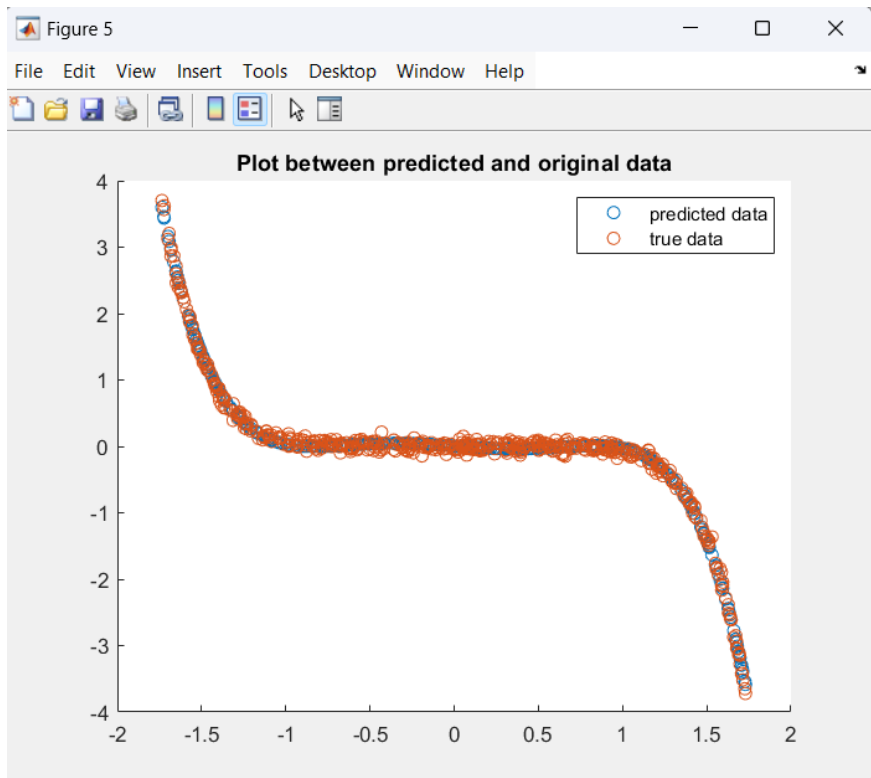 Figure 5
File Edit View Insert Tools Desktop Window Help
Plot between predicted and original data
predicted data
true data
4
3
2
1
0
-1
-2
-3
-4
-2 -1.5 -1 -0.5 0 0.5 1 1.5 2